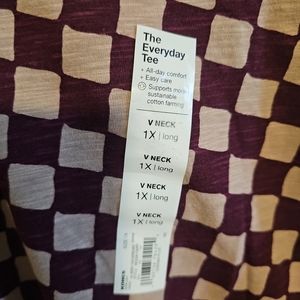 The
Everyday
Tee
+ All-day comfort
+ Easy care
Supports more
sustainable
cotton farming
V NECK
1X | long
V NECK
1X | long
V NECK
1X | long
V NECK
1X | long
KOHL'S